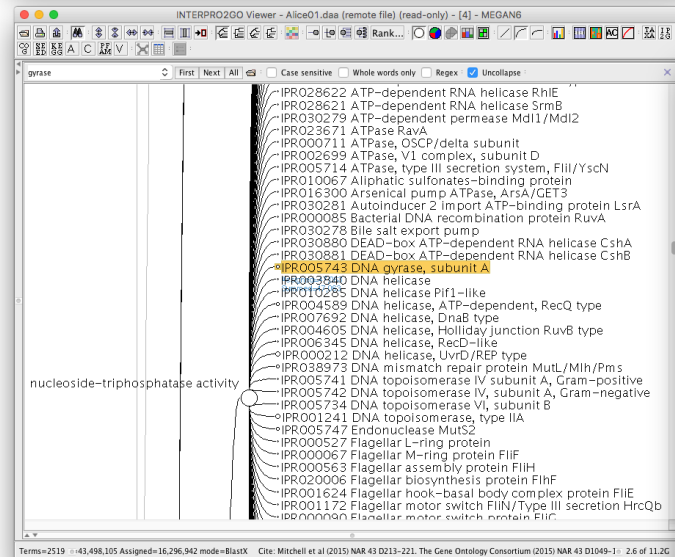 INTERPRO2GO Viewer - Alice01.daa (remote file) (read-only) - [4] - MEGAN6
Rank...
gyrase First Next All Case sensitive Whole words only Regex Uncollapse
IPR028622 ATP-dependent RNA helicase RhlE
IPR028621 ATP-dependent RNA helicase SrmB
IPR030279 ATP-dependent permease Mdl1/Mdl2
IPR023671 ATPase RavA
IPR000711 ATPase, OSCP/delta subunit
IPR002699 ATPase, V1 complex, subunit D
IPR005714 ATPase, type III secretion system, FliI/YscN
IPR010067 Aliphatic sulfonates-binding protein
IPR016300 Arsenical pump ATPase, ArsA/GET3
IPR030281 Autoinducer 2 import ATP-binding protein LsrA
IPR000085 Bacterial DNA recombination protein RuvA
IPR030278 Bile salt export pump
IPR030880 DEAD-box ATP-dependent RNA helicase CshA
IPR030881 DEAD-box ATP-dependent RNA helicase CshB
IPR005743 DNA gyrase, subunit A
IPR003840 DNA helicase
IPR010285 DNA helicase Pif1-like
IPR004589 DNA helicase, ATP-dependent, RecQ type
IPR007692 DNA helicase, DnaB type
IPR004605 DNA helicase, Holliday junction RuvB type
IPR006345 DNA helicase, RecD-like
IPR000212 DNA helicase, UvrD/REP type
IPR038973 DNA mismatch repair protein MutL/Mlh/Pms
nucleoside-triphosphatase activity
IPR005741 DNA topoisomerase IV subunit A, Gram-positive
IPR005742 DNA topoisomerase IV, subunit A, Gram-negative
IPR005734 DNA topoisomerase VI, subunit B
IPR001241 DNA topoisomerase, type IIA
IPR005747 Endonuclease MutS2
IPR000527 Flagellar L-ring protein
IPR000067 Flagellar M-ring protein FliF
IPR000563 Flagellar assembly protein FliH
IPR020006 Flagellar biosynthesis protein FlhF
IPR001624 Flagellar hook-basal body complex protein FliE
IPR001172 Flagellar motor switch protein FliN/Type III secretion HrcQb
IPR000090 Flagellar motor switch protein FliG
Terms=2519 43,498,105 Assigned=16,296,942 mode=BlastX Cite: Mitchell et al (2015) NAR 43 D213-221. The Gene Ontology Consortium (2015) NAR 43 D1049-1 2.6 of 11.2G